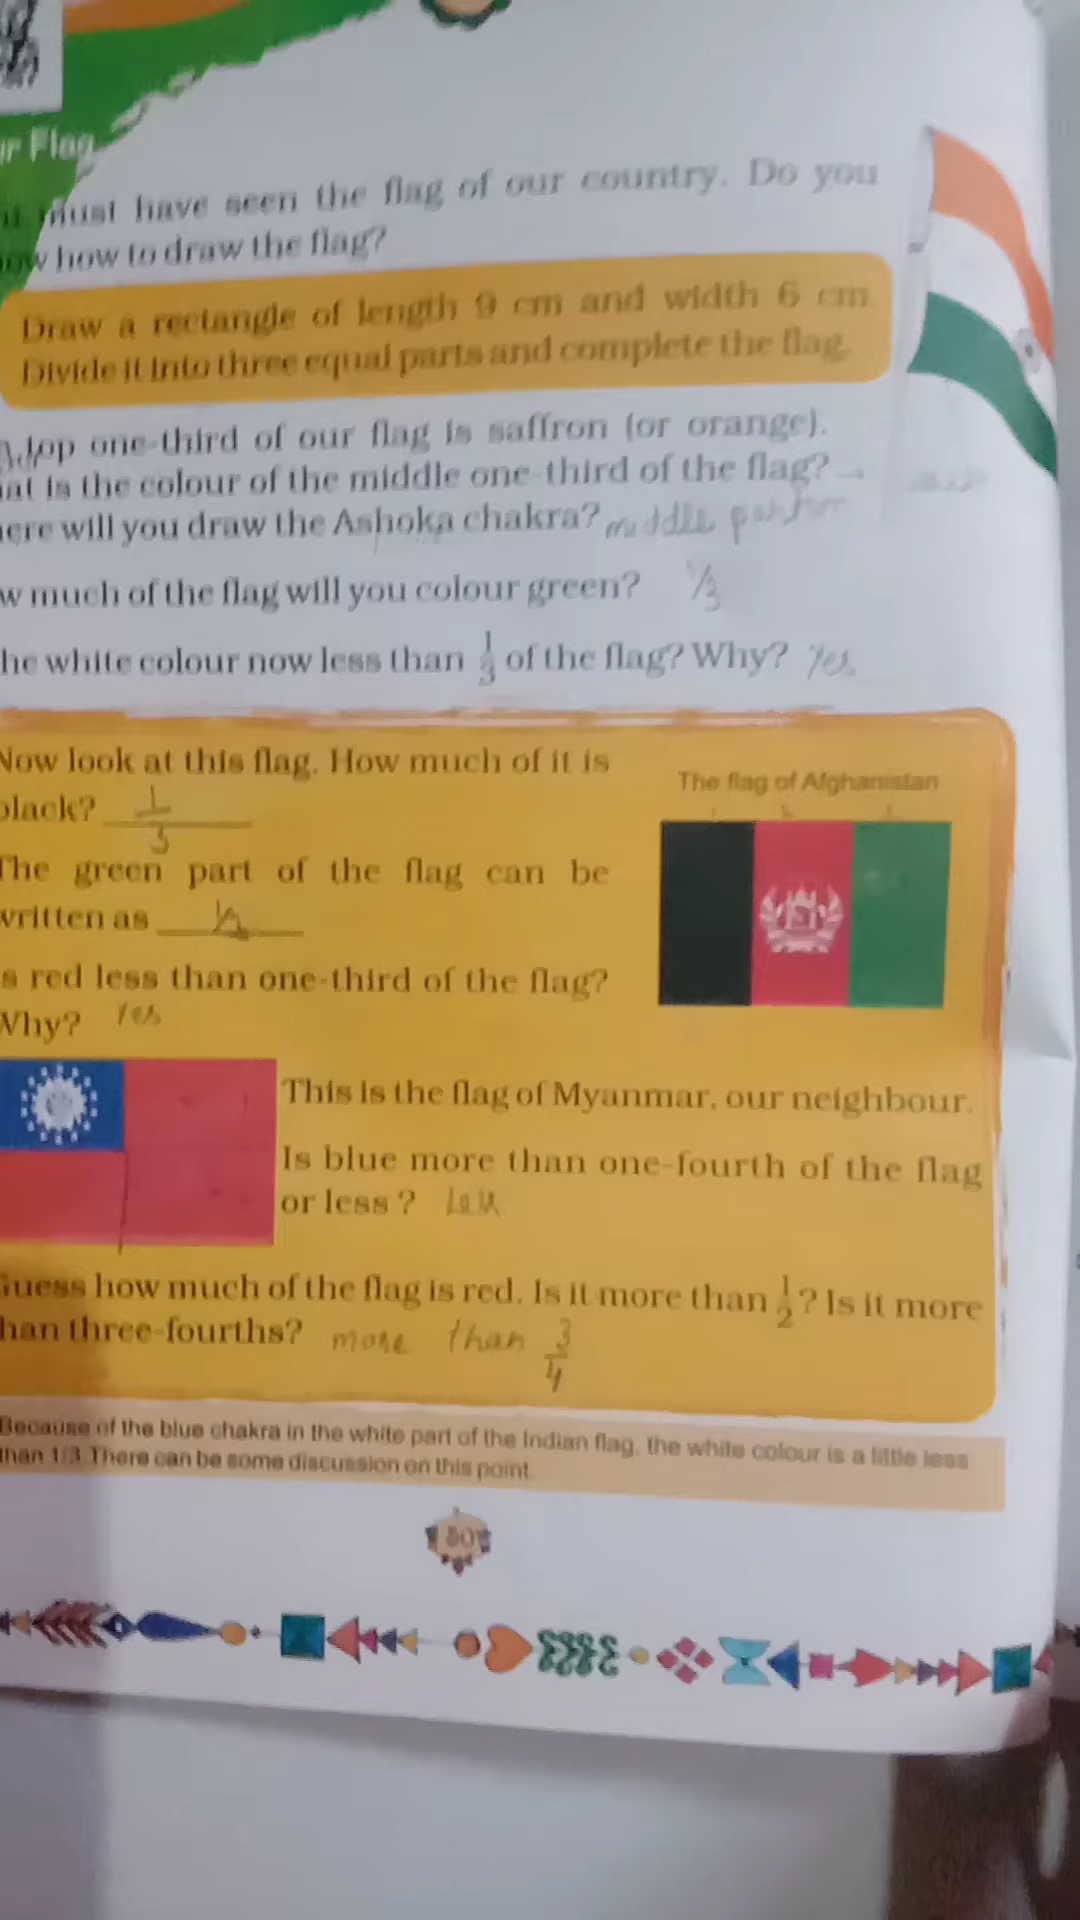 r Flag
must have seen the flag of our country. Do you
ow how to draw the flag?
Draw a rectangle of length 9 cm and width 6 cm.
Divide it into three equal parts and complete the flag.
top one-third of our flag is saffron (or orange).
at is the colour of the middle one-third of the flag?
ere will you draw the Ashoka chakra? middle
w much of the flag will you colour green? 1/3
he white colour now less than 1/3 of the flag? Why? Yes
Now look at this flag. How much of it is
black? 1/3
The flag of Afghanistan
The green part of the flag can be
written as
s red less than one-third of the flag?
Why? Yes
This is the flag of Myanmar, our neighbour.
Is blue more than one-fourth of the flag
or less? Less
Guess how much of the flag is red. Is it more than 1/2? Is it more
han three-fourths? more than 3/4
Because of the blue chakra in the white part of the Indian flag, the white colour is a little less
than 1/3. There can be some discussion on this point.
50